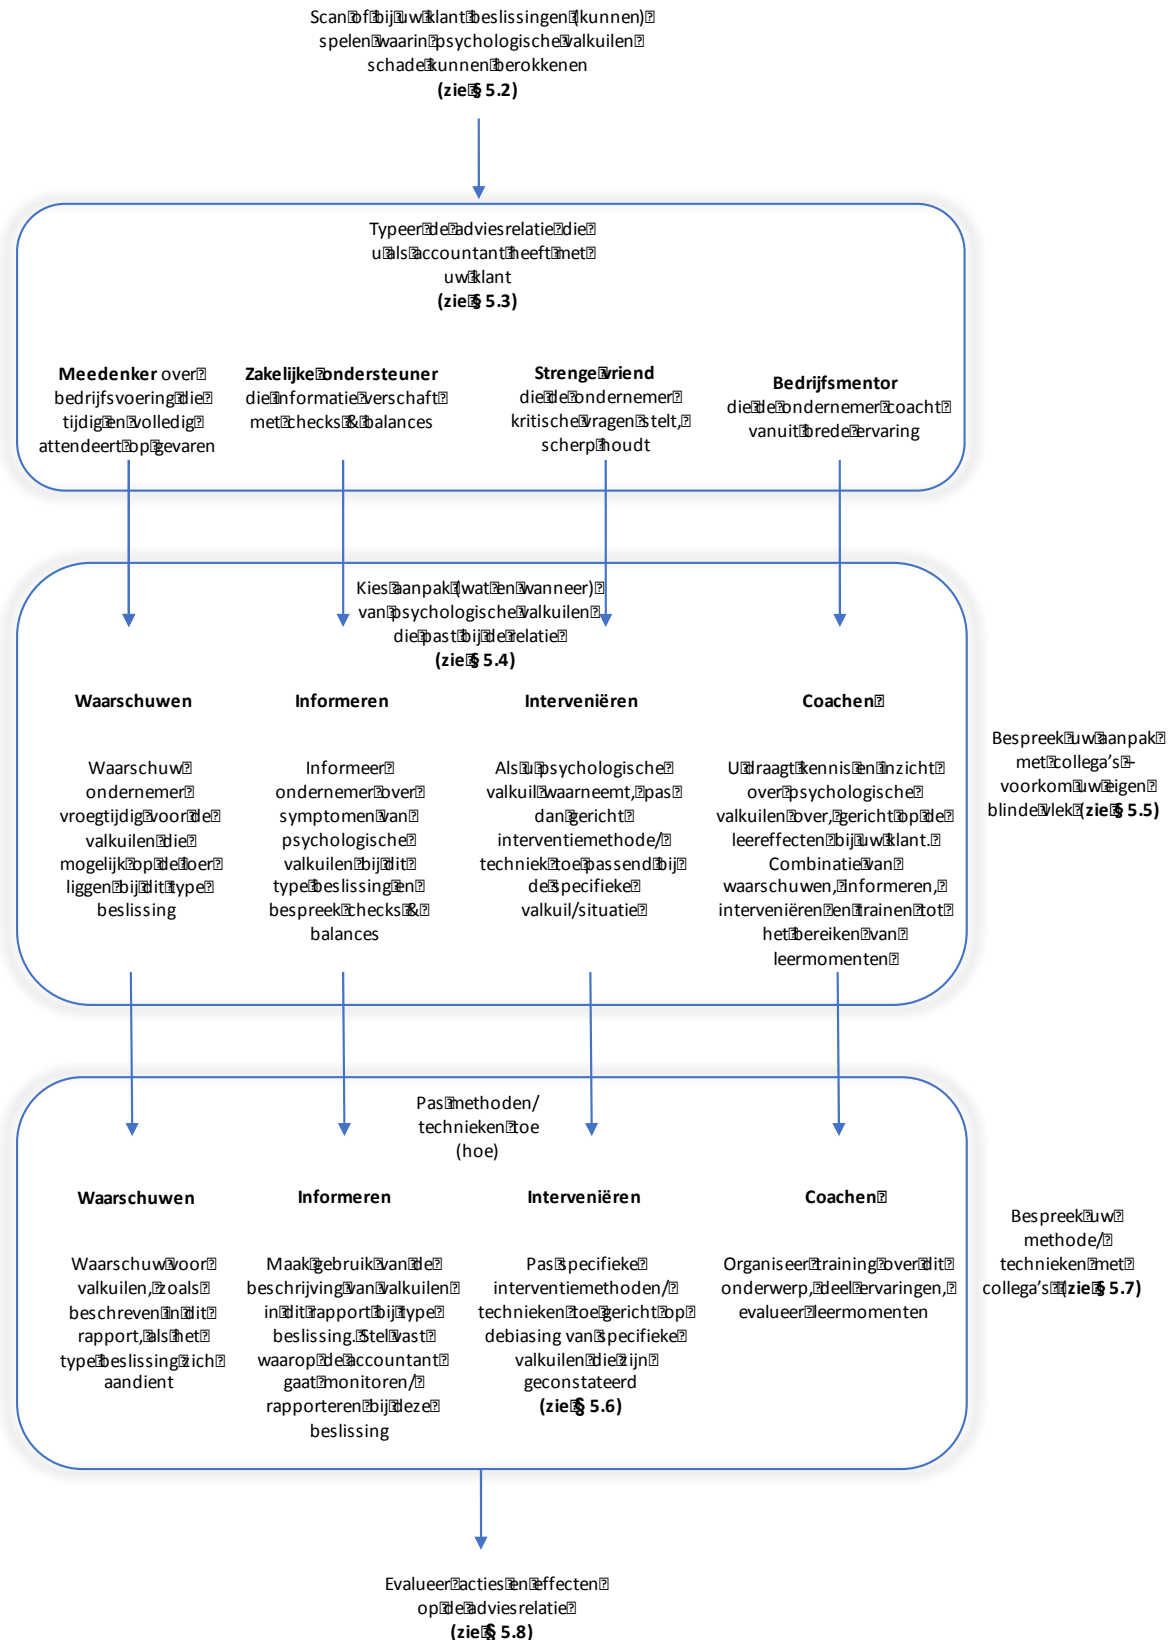 Scan of bij uw klant beslissingen (kunnen)
spelen waarin psychologische valkuilen
schade kunnen berokkenen
(zie § 5.2)
Typeer de adviesrelatie die
u als accountant heeft met
uw klant
(zie § 5.3)
Meedenker over
bedrijfsvoering die
tijdig en volledig
attendeert op gevaren
Zakelijke ondersteuner
die informatie verschaft
met checks & balances
Strenge vriend
die de ondernemer
kritische vragen stelt,
scherp houdt
Bedrijfsmentor
die de ondernemer coacht
vanuit brede ervaring
Kies aanpak (wat en wanneer)
van psychologische valkuilen
die past bij de relatie
(zie § 5.4)
Waarschuwen
Waarschuw
ondernemer
vroegtijdig voor de
valkuilen die
mogelijk op de loer
liggen bij dit type
beslissing
Informeren
Informeer
ondernemer over
symptomen van
psychologische
valkuilen bij dit
type beslissing en
bespreek checks &
balances
Interveniëren
Als u psychologische
valkuil waarneemt, pas
dan gericht
interventiemethode/
techniek toe passend bij
de specifieke
valkuil/situatie
Coachen
U draagt kennis en inzicht
over psychologische
valkuilen over, gericht op de
leereffecten bij uw klant.
Combinatie van
waarschuwen, informeren,
interveniëren en trainen tot
het bereiken van
leermomenten
Bespreek uw aanpak
met collega's –
voorkom uw eigen
blinde vlek (zie § 5.5)
Pas methoden/
technieken toe
(hoe)
Waarschuwen
Waarschuw voor
valkuilen, zoals
beschreven in dit
rapport, als het
type beslissing zich
aandient
Informeren
Maak gebruik van de
beschrijving van valkuilen
in dit rapport bij type
beslissing. Stel vast
waarop de accountant
gaat monitoren/
rapporteren bij deze
beslissing
Interveniëren
Pas specifieke
interventiemethoden/
technieken toe gericht op
debiasing van specifieke
valkuilen die zijn
geconstateerd
(zie § 5.6)
Coachen
Organiseer training over dit
onderwerp, deel ervaringen,
evalueer leermomenten
Bespreek uw
methode/
technieken met
collega's (zie § 5.7)
Evalueer acties en effecten
op de adviesrelatie
(zie § 5.8)